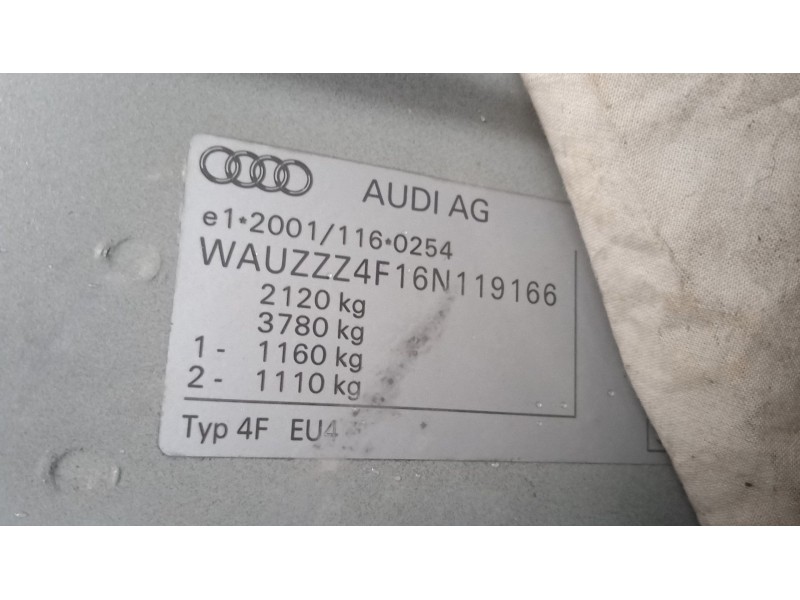 AUDI AG
e1*2001/116*0254
WAUZZZ4F16N119166
2120 kg
3780 kg
1 - 1160 kg
2 - 1110 kg
Typ 4F EU4